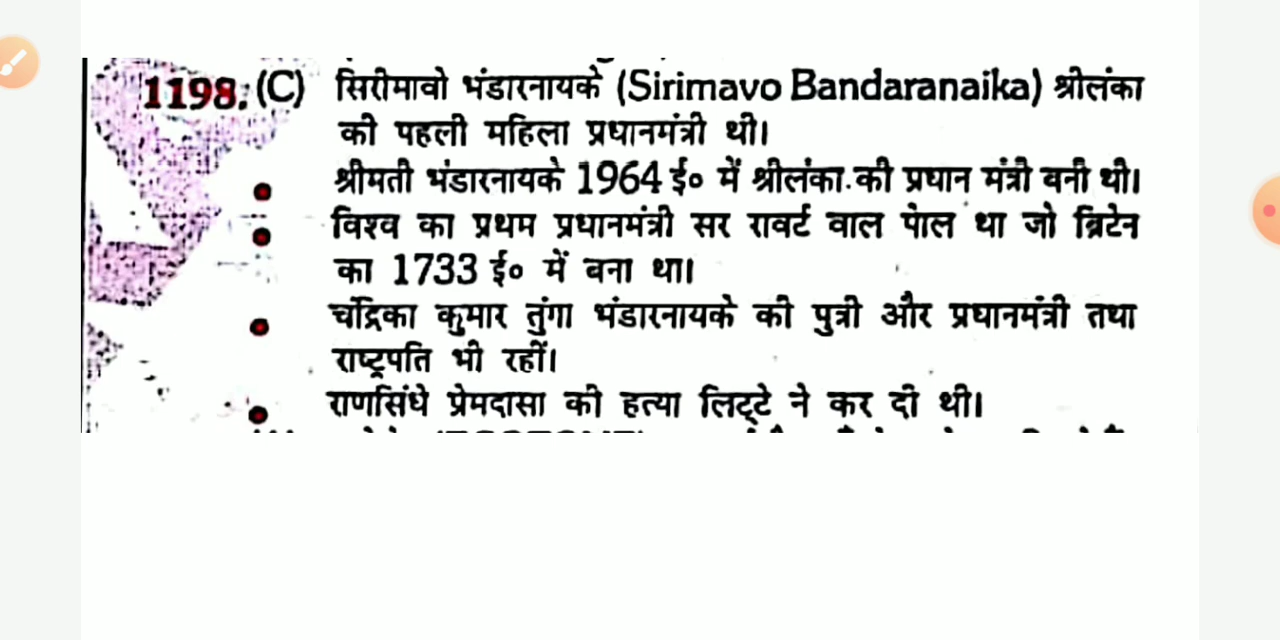 1198. (C) सिरीमावो भंडारनायके (Sirimavo Bandaranaika) श्रीलंका
की पहली महिला प्रधानमंत्री थी।
श्रीमती भंडारनायके 1964 ई० में श्रीलंका की प्रधान मंत्री बनी थी।
विश्व का प्रथम प्रधानमंत्री सर रावर्ट वाल पॅाल था जो ब्रिटेन
का 1733 ई० में बना था।
चंद्रिका कुमार तुंगा भंडारनायके की पुत्री और प्रधानमंत्री तथा
राष्ट्रपति भी रहीं।
राणसिंधे प्रेमदासा की हत्या लिट्टे ने कर दी थी।